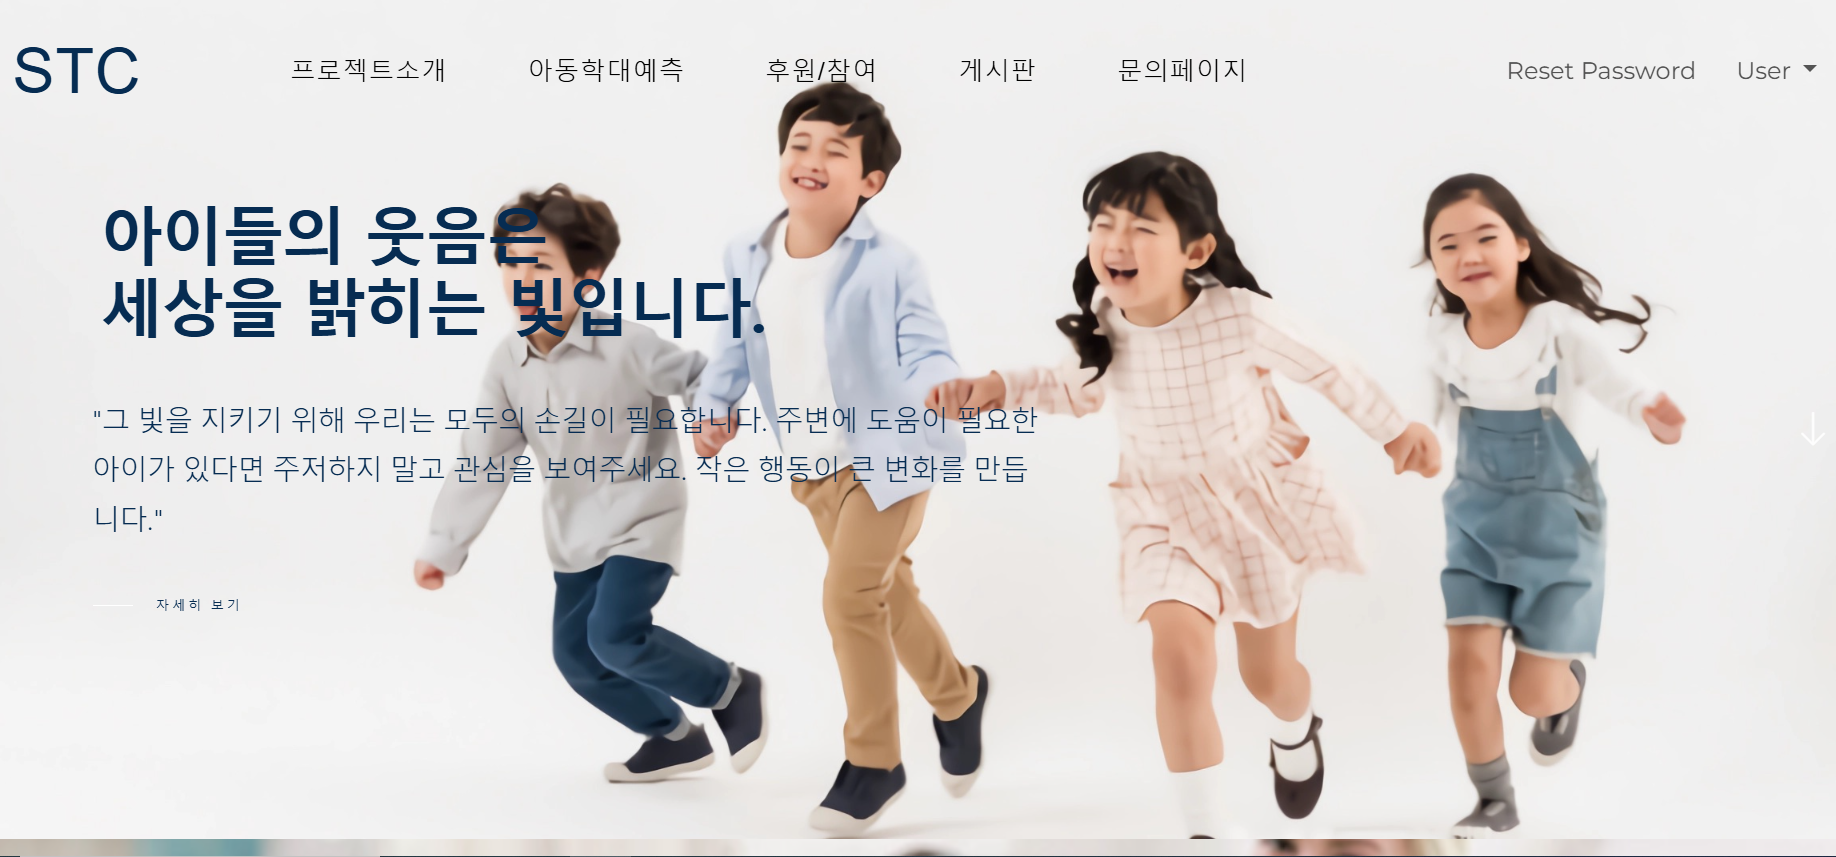 STC
프로젝트소개
아동학대예측
후원/참여
게시판
문의페이지
Reset Password
User
아이들의 웃음은
세상을 밝히는 빛입니다.
"그 빛을 지키기 위해 우리는 모두의 손길이 필요합니다. 주변에 도움이 필요한
아이가 있다면 주저하지 말고 관심을 보여주세요. 작은 행동이 큰 변화를 만듭
니다."
자세히 보기